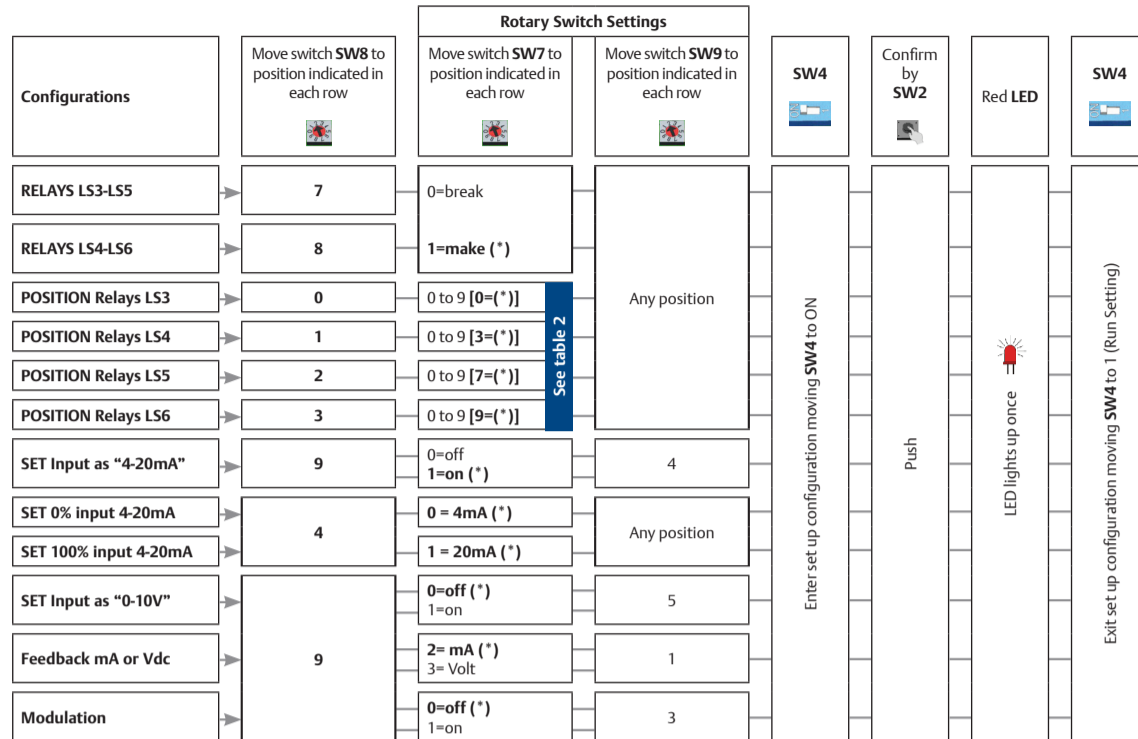 Rotary Switch Settings
Configurations
Move switch SW8 to
position indicated in
each row
Move switch SW7 to
position indicated in
each row
Move switch SW9 to
position indicated in
each row
SW4
Confirm
by
SW2
Red LED
SW4
RELAYS LS3-LS5
7
0=break
RELAYS LS4-LS6
8
1=make (*)
POSITION Relays LS3
0
0 to 9 [0=(*)]
POSITION Relays LS4
1
0 to 9 [3=(*)]
POSITION Relays LS5
2
0 to 9 [7=(*)]
POSITION Relays LS6
3
0 to 9 [9=(*)]
See table 2
Any position
SET Input as “4-20mA”
9
0=off
1=on (*)
4
SET 0% input 4-20mA
4
0 = 4mA (*)
Any position
SET 100% input 4-20mA
1 = 20mA (*)
SET Input as “0-10V”
9
0=off (*)
1=on
5
Feedback mA or Vdc
2= mA (*)
3= Volt
1
Modulation
0=off (*)
1=on
3
Enter set up configuration moving SW4 to ON
Push
LED lights up once
Exit set up configuration moving SW4 to 1 (Run Setting)